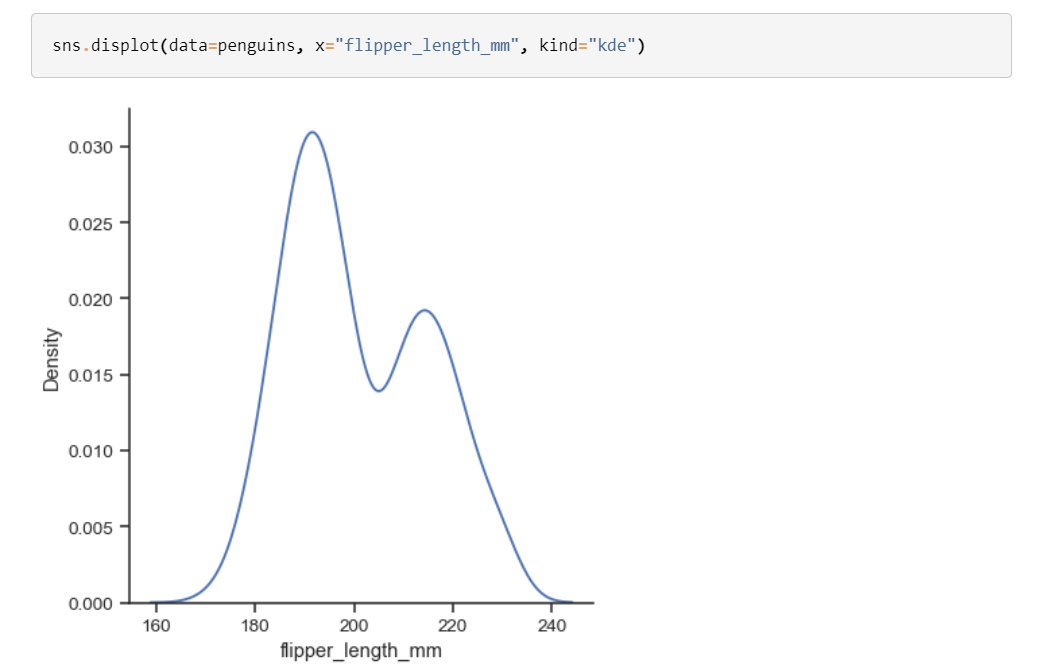 sns.displot(data=penguins, x="flipper_length_mm", kind="kde")
0.030
0.025
0.020
0.015
0.010
0.005
0.000
Density
160 180 200 220 240
flipper_length_mm